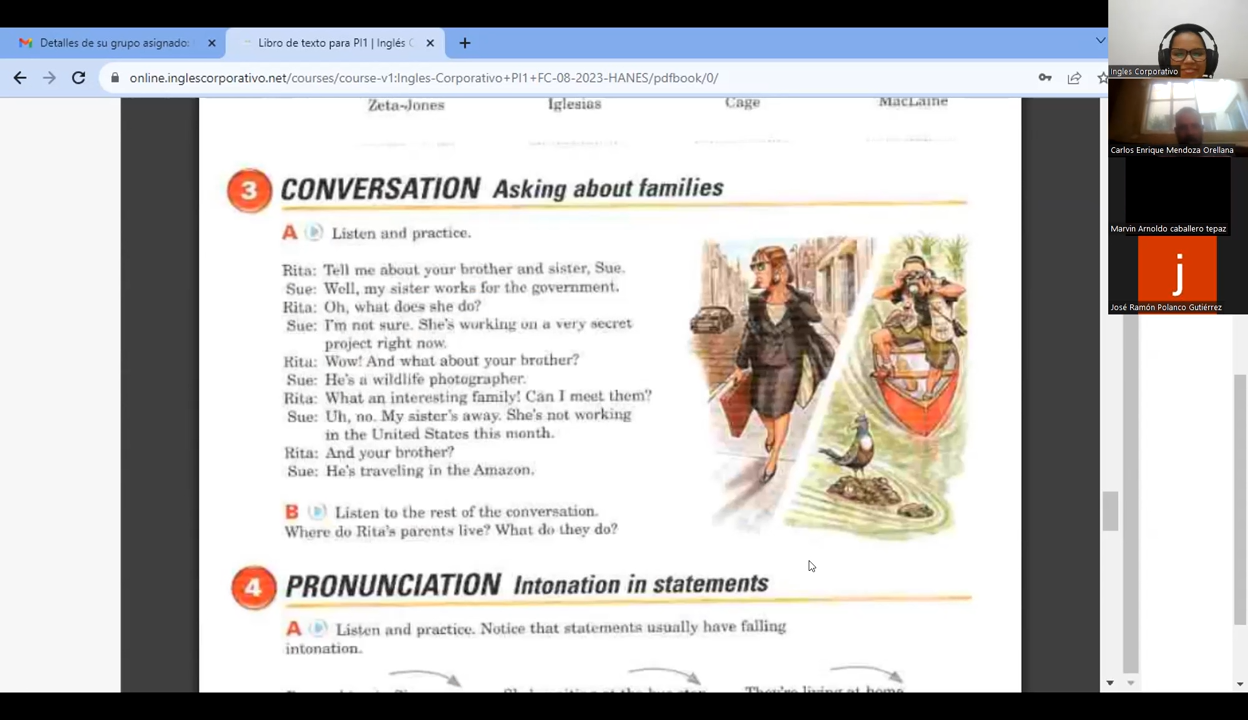 Detalles de su grupo asignado:
Libro de texto para PI1 | Inglés C
online.inglescorporativo.net/courses/course-v1:Ingles-Corporativo+PI1+FC-08-2023-HANES/pdfbook/0/
Ingles Corporativo
Carlos Enrique Mendoza Orellana
Marvin Arnoldo caballero tepaz
j
José Ramón Polanco Gutiérrez
Zeta-Jones Iglesias Cage MacLaine
3 CONVERSATION Asking about families
A Listen and practice.
Rita: Tell me about your brother and sister, Sue.
Sue: Well, my sister works for the government.
Rita: Oh, what does she do?
Sue: I'm not sure. She's working on a very secret
project right now.
Rita: Wow! And what about your brother?
Sue: He's a wildlife photographer.
Rita: What an interesting family! Can I meet them?
Sue: Uh, no. My sister's away. She's not working
in the United States this month.
Rita: And your brother?
Sue: He's traveling in the Amazon.
B Listen to the rest of the conversation.
Where do Rita's parents live? What do they do?
4 PRONUNCIATION Intonation in statements
A Listen and practice. Notice that statements usually have falling
intonation.
They're living at home